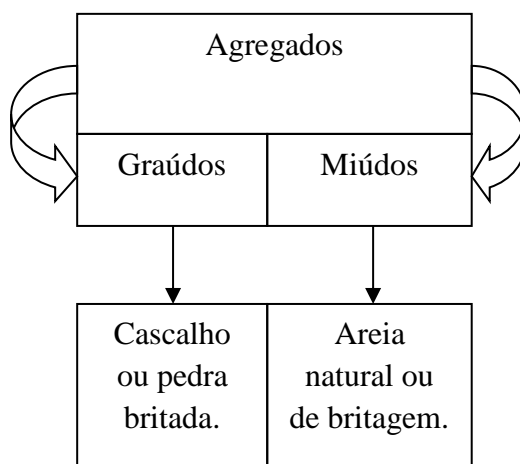 Agregados
Graúdos
Miúdos
Cascalho
ou pedra
britada.
Areia
natural ou
de britagem.